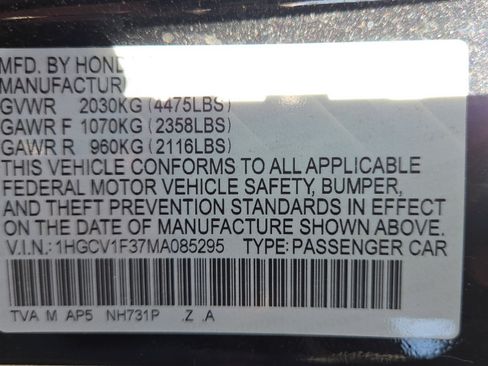 MFD. BY HOND
MANUFACTUR
GVWR 2030KG (4475LBS)
GAWR F 1070KG (2358LBS)
GAWR R 960KG (2116LBS)
THIS VEHICLE CONFORMS TO ALL APPLICABLE
FEDERAL MOTOR VEHICLE SAFETY, BUMPER,
AND THEFT PREVENTION STANDARDS IN EFFECT
ON THE DATE OF MANUFACTURE SHOWN ABOVE.
V.I.N.: 1HGCV1F37MA085295 TYPE: PASSENGER CAR
TVA M AP5 NH731P .Z .A